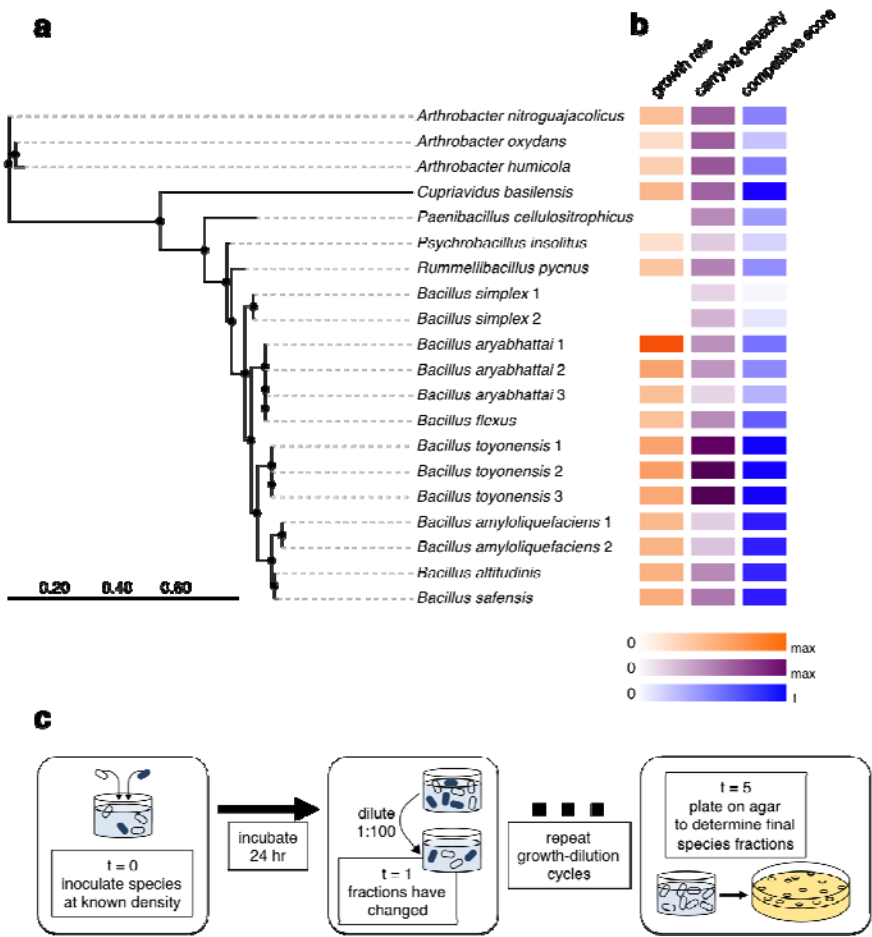 a
b
growth rate
carrying capacity
competitive score
Arthrobacter nitroguajacolicus
Arthrobacter oxydans
Arthrobacter humicola
Cupriavidus basilensis
Paenibacillus cellulositrophicus
Psychrobacillus insolitus
Rummeliibacillus pycnus
Bacillus simplex 1
Bacillus simplex 2
Bacillus aryabhattai 1
Bacillus aryabhattai 2
Bacillus aryabhattai 3
Bacillus flexus
Bacillus toyonensis 1
Bacillus toyonensis 2
Bacillus toyonensis 3
Bacillus amyloliquefaciens 1
Bacillus amyloliquefaciens 2
Bacillus altitudinis
Bacillus safensis
0.20 0.40 0.60
0 max
0 max
0 1
c
t = 0
inoculate species
at known density
incubate
24 hr
dilute
1:100
t = 1
fractions have
changed
repeat
growth-dilution
cycles
t = 5
plate on agar
to determine final
species fractions